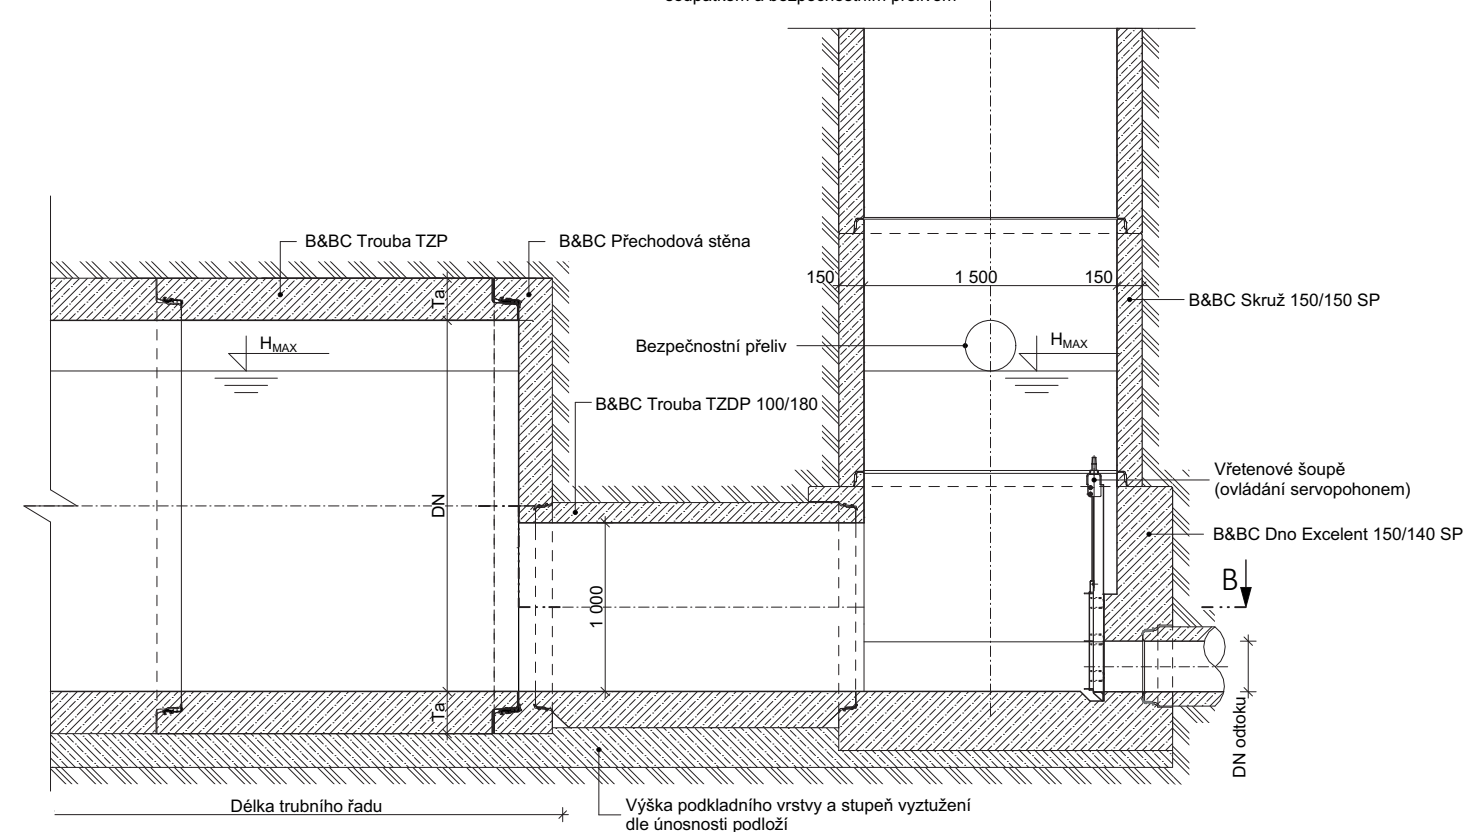 B&BC Trouba TZP
B&BC Přechodová stěna
150
1 500
150
B&BC Skruž 150/150 SP
Ta
HMAX
Bezpečnostní přeliv
HMAX
B&BC Trouba TZDP 100/180
Vřetenové šoupě
(ovládání servopohonem)
DN
B&BC Dno Excelent 150/140 SP
B
1 000
Ta
DN odtoku
Délka trubního řadu
Výška podkladního vrstvy a stupeň vyztužení
dle únosnosti podloží